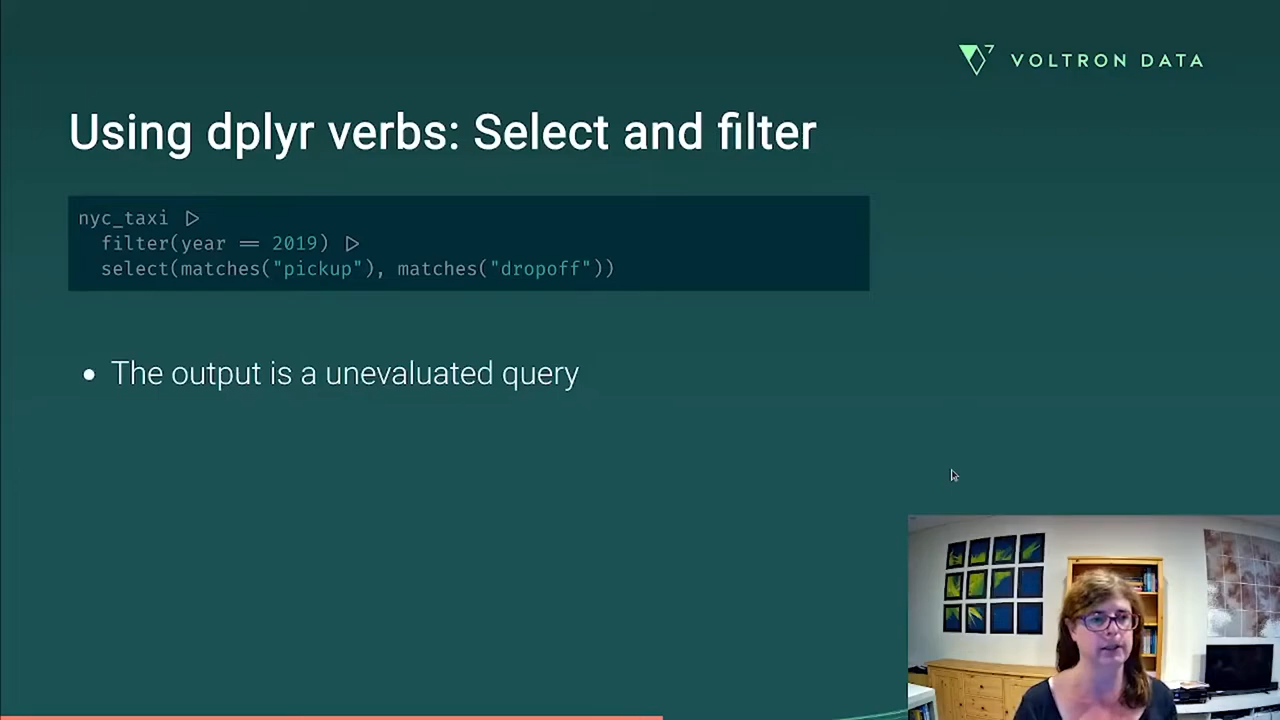 VOLTRON DATA
Using dplyr verbs: Select and filter
nyc_taxi |>
filter(year == 2019) |>
select(matches("pickup"), matches("dropoff"))
• The output is a unevaluated query